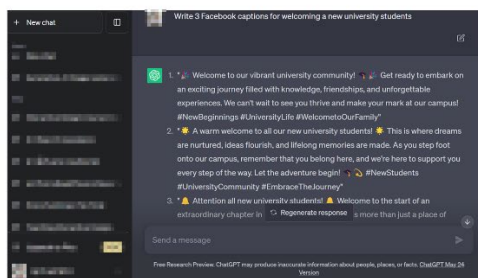 + New chat
Write 3 Facebook captions for welcoming a new university students
1. "🎉 Welcome to our vibrant university community! 🎓🎉 Get ready to embark on
an exciting journey filled with knowledge, friendships, and unforgettable
experiences. We can't wait to see you thrive and make your mark at our campus!
#NewBeginnings #UniversityLife #WelcometoOurFamily"
2. "🌟 A warm welcome to all our new university students! 🌟 This is where dreams
are nurtured, ideas flourish, and lifelong memories are made. As you step foot
onto our campus, remember that you belong here, and we're here to support you
every step of the way. Let the adventure begin! 🎓💫 #NewStudents
#UniversityCommunity #EmbraceTheJourney"
3. "🔔 Attention all new university students! 🔔 Welcome to the start of an
extraordinary chapter in
Regenerate response
s more than just a place of
Send a message
Free Research Preview. ChatGPT may produce inaccurate information about people, places, or facts. ChatGPT May 24
Version